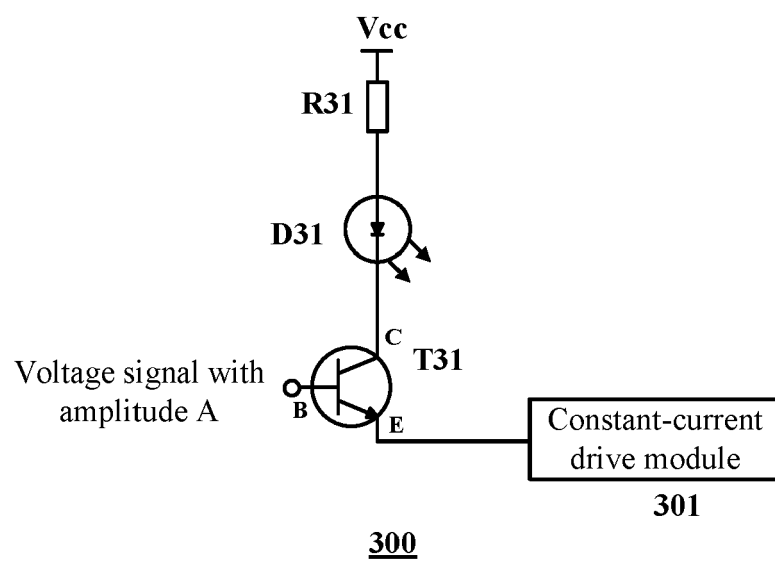 Vcc
R31
D31
C
T31
Voltage signal with
amplitude A
B
E
Constant-current
drive module
301
300